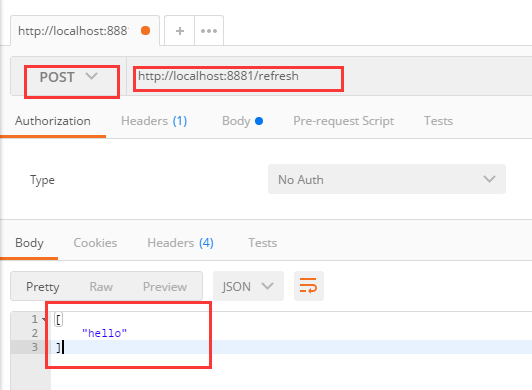 http://localhost:888
+ •••
POST http://localhost:8881/refresh
Authorization Headers (1) Body Pre-request Script Tests
Type No Auth
Body Cookies Headers (4) Tests
Pretty Raw Preview JSON
1 [
2 "hello"
3 ]